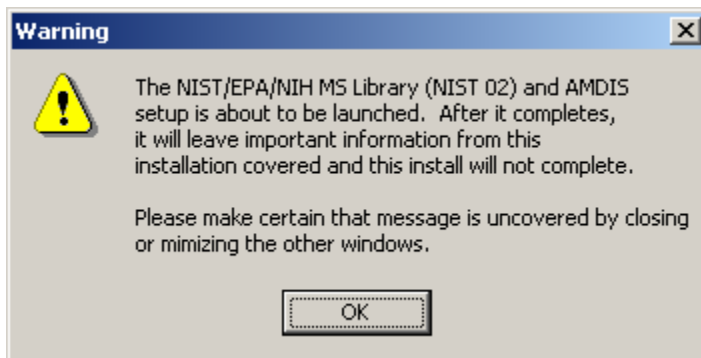 Warning
The NIST/EPA/NIH MS Library (NIST 02) and AMDIS
setup is about to be launched.  After it completes,
it will leave important information from this
installation covered and this install will not complete.
Please make certain that message is uncovered by closing
or mimizing the other windows.
OK